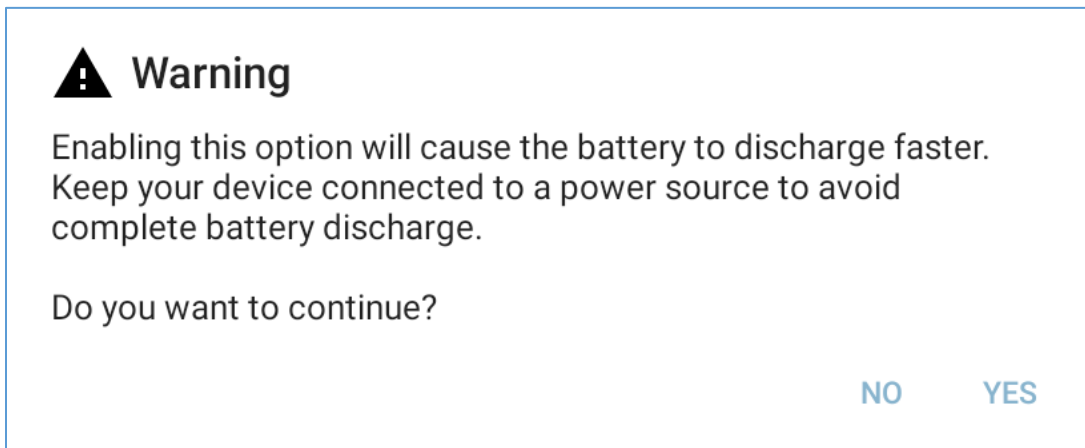 Warning
Enabling this option will cause the battery to discharge faster.
Keep your device connected to a power source to avoid
complete battery discharge.
Do you want to continue?
NO YES